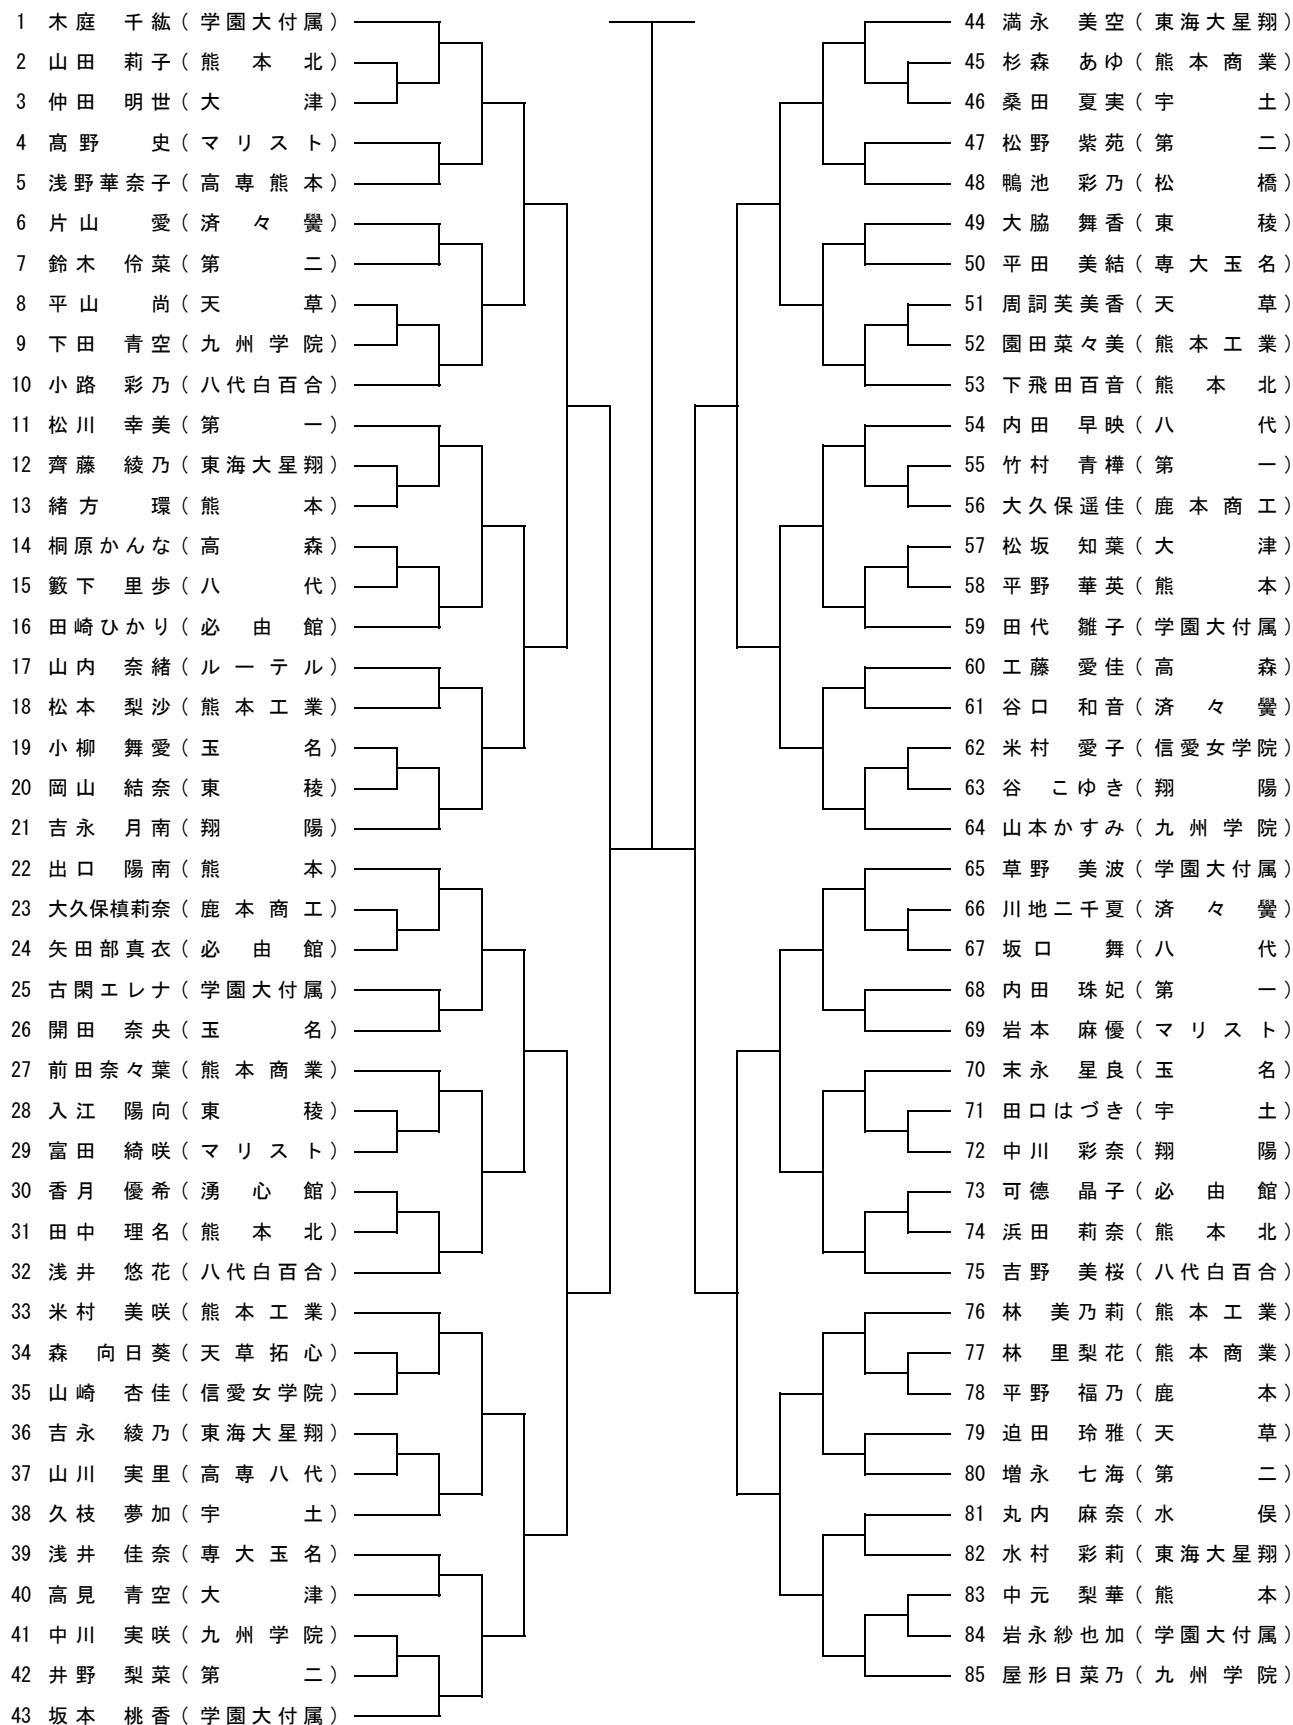 1 木庭 千紘(学園大付属)
2 山田 莉子(熊本北)
3 仲田 明世(大津)
4 髙野 史(マリスト)
5 浅野華奈子(高専熊本)
6 片山 愛(済々黌)
7 鈴木 伶菜(第二)
8 平山 尚(天草)
9 下田 青空(九州学院)
10 小路 彩乃(八代白百合)
11 松川 幸美(第一)
12 齊藤 綾乃(東海大星翔)
13 緒方 環(熊本)
14 桐原かんな(高森)
15 籔下 里歩(八代)
16 田崎ひかり(必由館)
17 山内 奈緒(ルーテル)
18 松本 梨沙(熊本工業)
19 小柳 舞愛(玉名)
20 岡山 結奈(東稜)
21 吉永 月南(翔陽)
22 出口 陽南(熊本)
23 大久保槙莉奈(鹿本商工)
24 矢田部真衣(必由館)
25 古閑エレナ(学園大付属)
26 開田 奈央(玉名)
27 前田奈々葉(熊本商業)
28 入江 陽向(東稜)
29 富田 綺咲(マリスト)
30 香月 優希(湧心館)
31 田中 理名(熊本北)
32 浅井 悠花(八代白百合)
33 米村 美咲(熊本工業)
34 森 向日葵(天草拓心)
35 山崎 杏佳(信愛女学院)
36 吉永 綾乃(東海大星翔)
37 山川 実里(高専八代)
38 久枝 夢加(宇土)
39 浅井 佳奈(専大玉名)
40 高見 青空(大津)
41 中川 実咲(九州学院)
42 井野 梨菜(第二)
43 坂本 桃香(学園大付属)
44 満永 美空(東海大星翔)
45 杉森 あゆ(熊本商業)
46 桑田 夏実(宇土)
47 松野 紫苑(第二)
48 鴨池 彩乃(松橋)
49 大脇 舞香(東稜)
50 平田 美結(専大玉名)
51 周詞芙美香(天草)
52 園田菜々美(熊本工業)
53 下飛田百音(熊本北)
54 内田 早映(八代)
55 竹村 青樺(第一)
56 大久保遥佳(鹿本商工)
57 松坂 知葉(大津)
58 平野 華英(熊本)
59 田代 雛子(学園大付属)
60 工藤 愛佳(高森)
61 谷口 和音(済々黌)
62 米村 愛子(信愛女学院)
63 谷 こゆき(翔陽)
64 山本かすみ(九州学院)
65 草野 美波(学園大付属)
66 川地二千夏(済々黌)
67 坂口 舞(八代)
68 内田 珠妃(第一)
69 岩本 麻優(マリスト)
70 末永 星良(玉名)
71 田口はづき(宇土)
72 中川 彩奈(翔陽)
73 可德 晶子(必由館)
74 浜田 莉奈(熊本北)
75 吉野 美桜(八代白百合)
76 林 美乃莉(熊本工業)
77 林 里梨花(熊本商業)
78 平野 福乃(鹿本)
79 迫田 玲雅(天草)
80 増永 七海(第二)
81 丸内 麻奈(水俣)
82 水村 彩莉(東海大星翔)
83 中元 梨華(熊本)
84 岩永紗也加(学園大付属)
85 屋形日菜乃(九州学院)